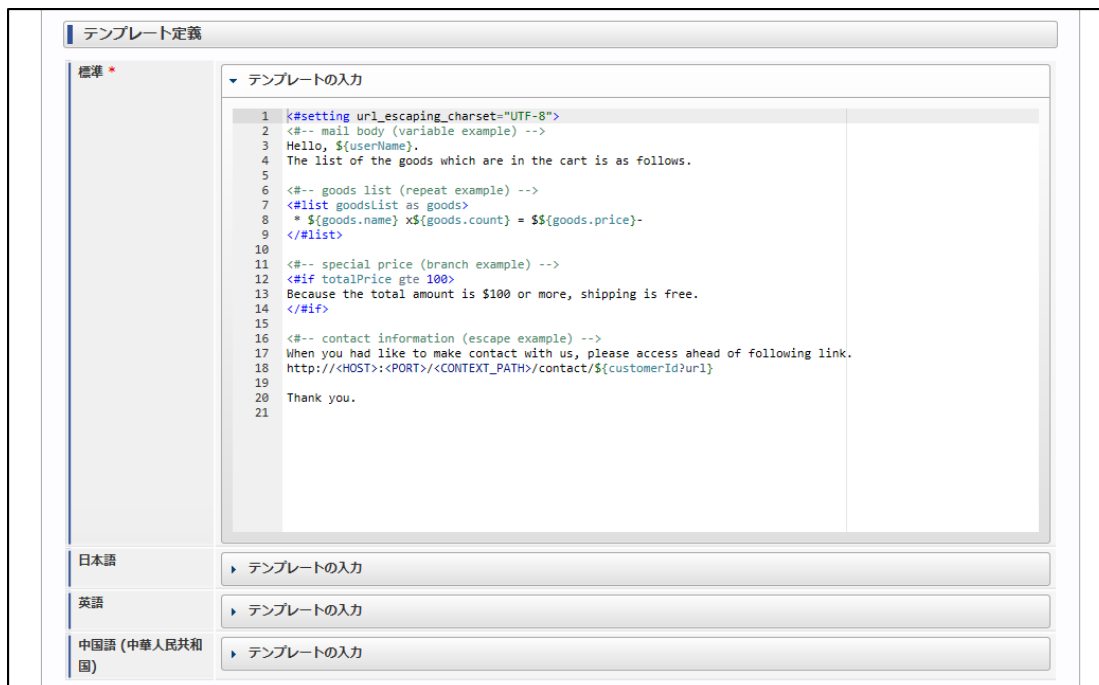 テンプレート定義
標準 *
テンプレートの入力
1 <#setting url_escaping_charset="UTF-8">
2 <#-- mail body (variable example) -->
3 Hello, ${userName}.
4 The list of the goods which are in the cart is as follows.
5
6 <#-- goods list (repeat example) -->
7 <#list goodsList as goods>
8  * ${goods.name} x${goods.count} = $${goods.price}-
9 </#list>
10
11 <#-- special price (branch example) -->
12 <#if totalPrice gte 100>
13 Because the total amount is $100 or more, shipping is free.
14 </#if>
15
16 <#-- contact information (escape example) -->
17 When you had like to make contact with us, please access ahead of following link.
18 http://<HOST>:<PORT>/<CONTEXT_PATH>/contact/${customerId?url}
19
20 Thank you.
21
日本語
テンプレートの入力
英語
テンプレートの入力
中国語 (中華人民共和
国)
テンプレートの入力